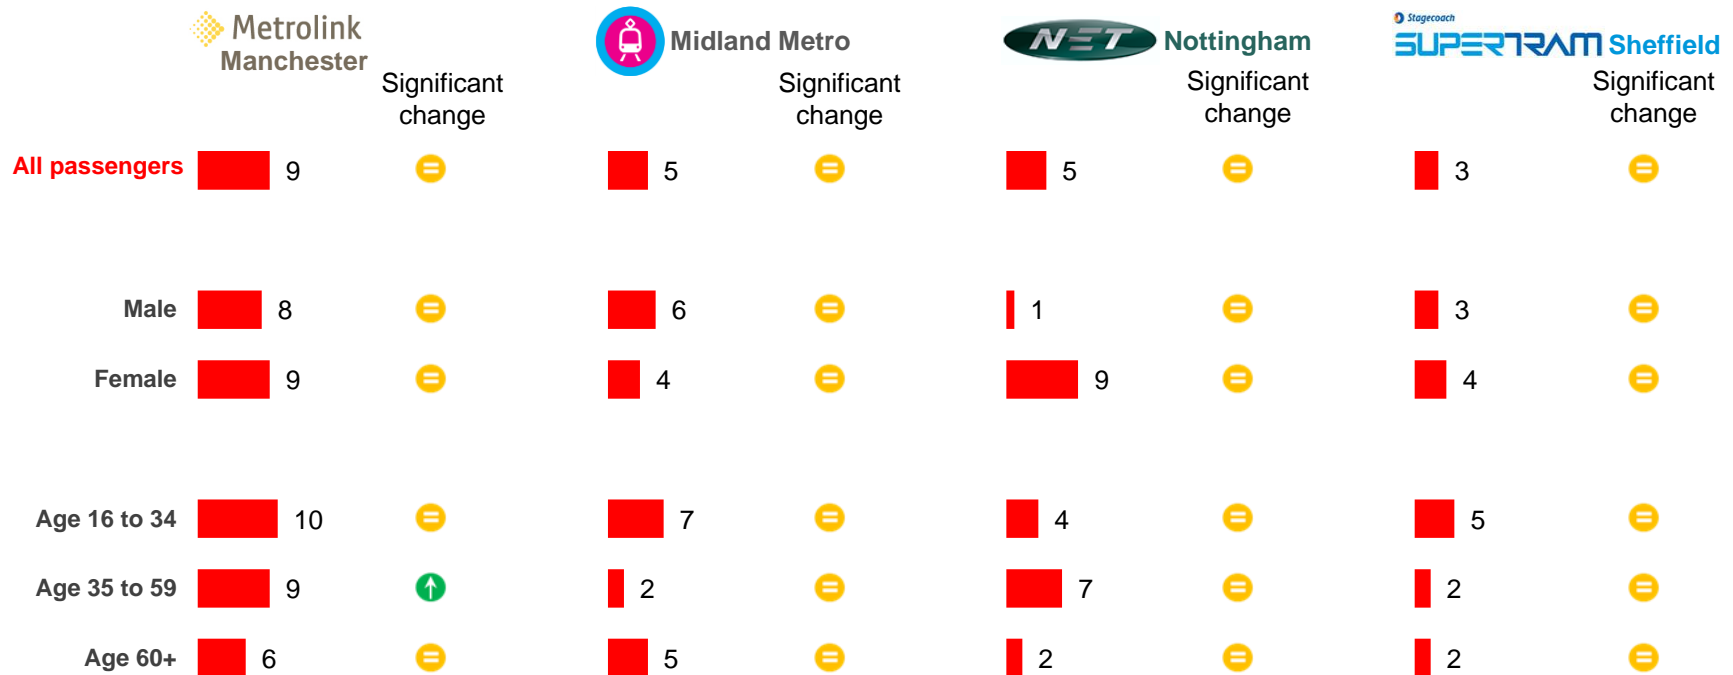 Metrolink
Manchester
Midland Metro
NET Nottingham
Stagecoach
SUPERTRAM Sheffield
Significant change
Significant change
Significant change
Significant change
All passengers 9 5 5 3
Male 8 6 1 3
Female 9 4 9 4
Age 16 to 34 10 7 4 5
Age 35 to 59 9 2 7 2
Age 60+ 6 5 2 2